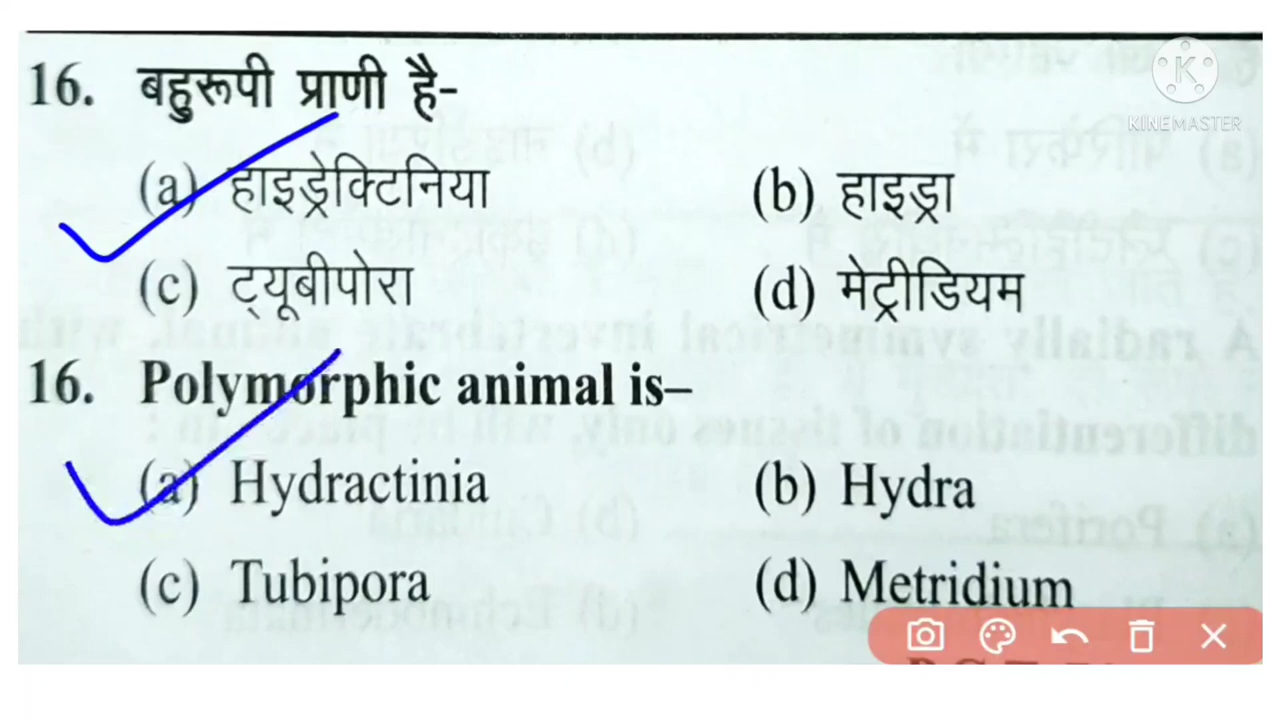 KINEMASTER
16. बहुरूपी प्राणी है-
(a) हाइड्रेक्टिनिया (b) हाइड्रा
(c) ट्यूबीपोरा (d) मेट्रीडियम
16. Polymorphic animal is–
(a) Hydractinia (b) Hydra
(c) Tubipora (d) Metridium